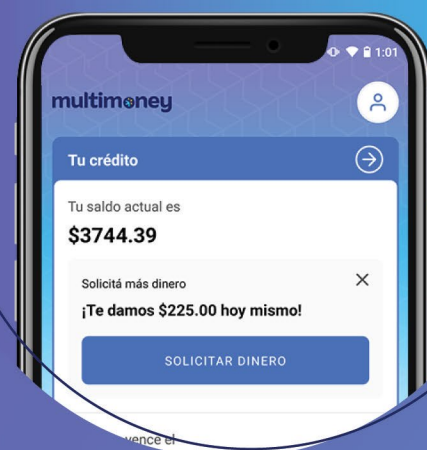 1:01
multimoney
Tu crédito
Tu saldo actual es
$3744.39
Solicitá más dinero
¡Te damos $225.00 hoy mismo!
SOLICITAR DINERO
vence el